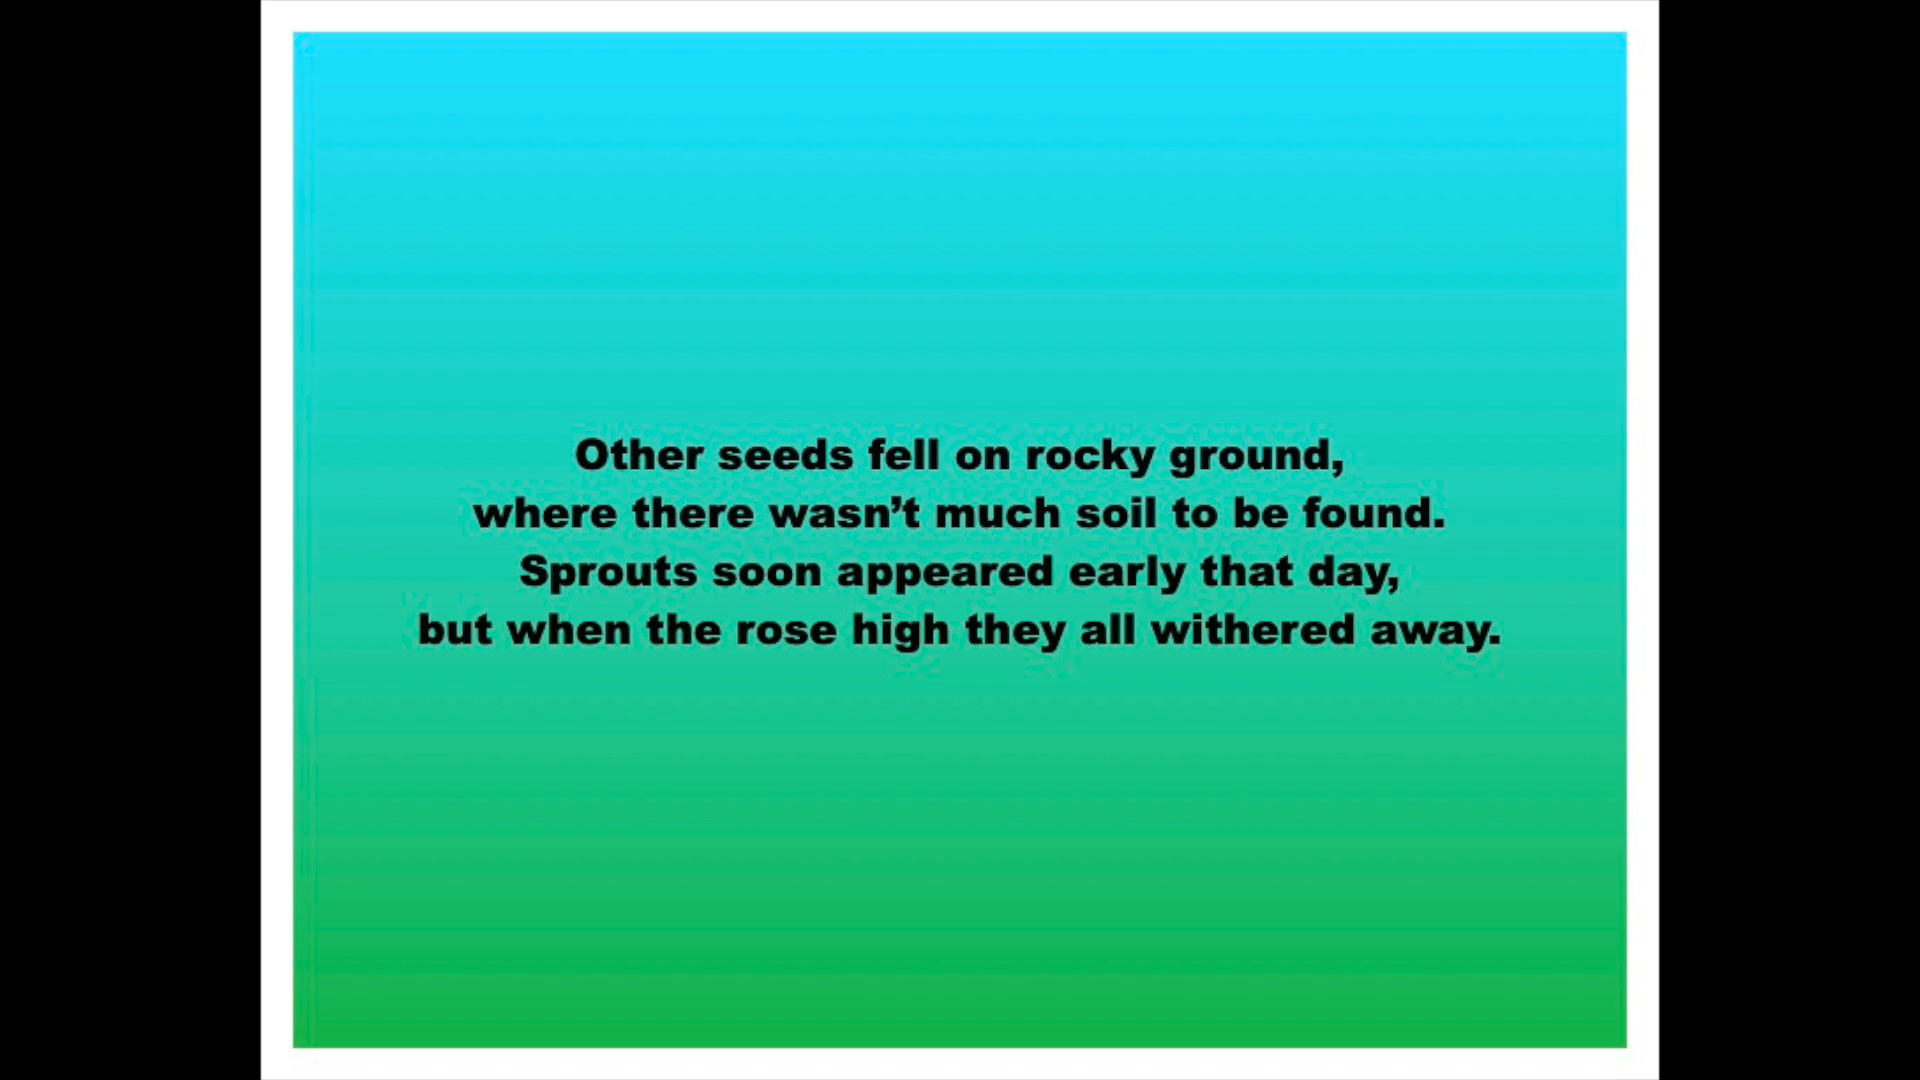 Other seeds fell on rocky ground,
where there wasn’t much soil to be found.
Sprouts soon appeared early that day,
but when the rose high they all withered away.